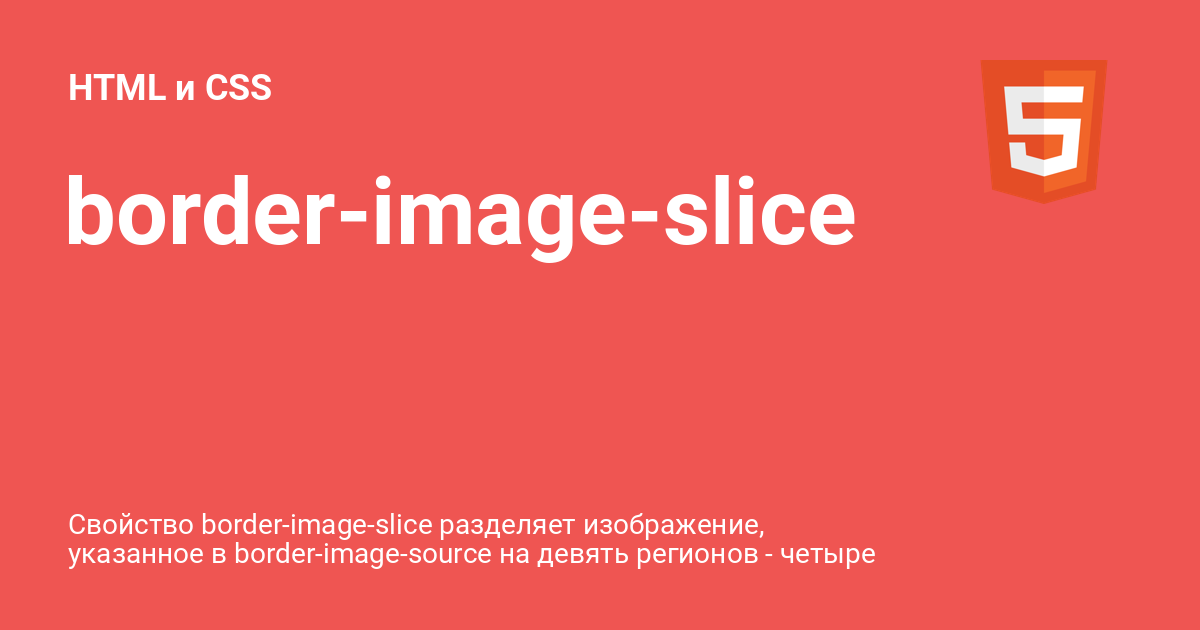 HTML и CSS
border-image-slice
Свойство border-image-slice разделяет изображение,
указанное в border-image-source на девять регионов - четыре